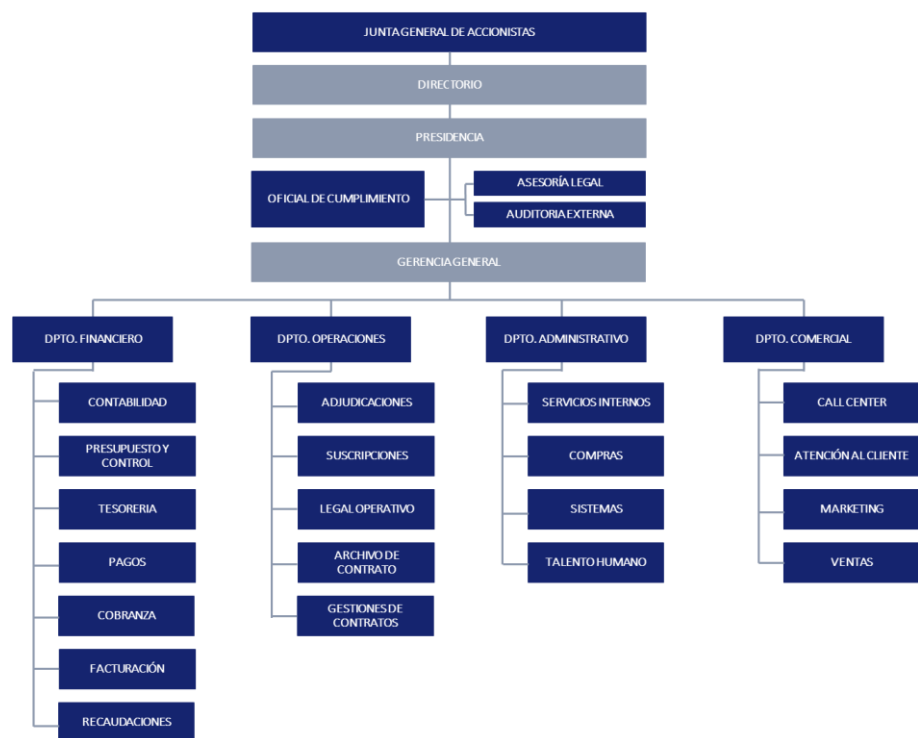 JUNTA GENERAL DE ACCIONISTAS
DIRECTORIO
PRESIDENCIA
OFICIAL DE CUMPLIMIENTO
ASESORÍA LEGAL
AUDITORIA EXTERNA
GERENCIA GENERAL
DPTO. FINANCIERO
CONTABILIDAD
PRESUPUESTO Y
CONTROL
TESORERIA
PAGOS
COBRANZA
FACTURACIÓN
RECAUDACIONES
DPTO. OPERACIONES
ADJUDICACIONES
SUSCRIPCIONES
LEGAL OPERATIVO
ARCHIVO DE
CONTRATO
GESTIONES DE
CONTRATOS
DPTO. ADMINISTRATIVO
SERVICIOS INTERNOS
COMPRAS
SISTEMAS
TALENTO HUMANO
DPTO. COMERCIAL
CALL CENTER
ATENCIÓN AL CLIENTE
MARKETING
VENTAS